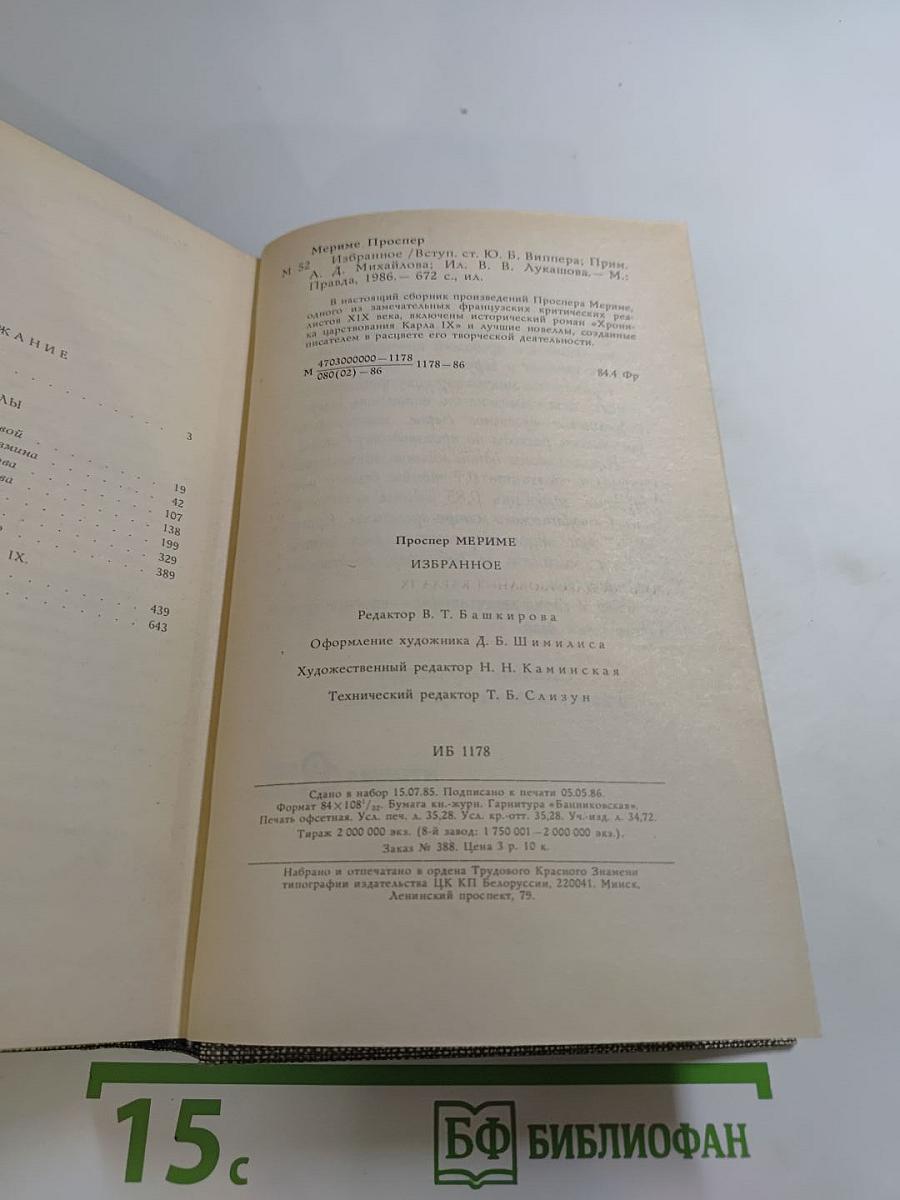 ЖАНИЕ
3
ЛЫ
вой
19
змина
42
ова
107
ва
138
199
329
IX.
389
439
643
Мериме Проспер
М 52 Избранное /Вступ. ст. Ю. Б. Виппера; Прим.
А. Д. Михайлова; Ил. В. В. Лукашова.— М.:
Правда, 1986.— 672 с., ил.
В настоящий сборник произведений Проспера Мериме,
одного из замечательных французских критических реа-
листов XIX века, включены исторический роман «Хрони-
ка царствования Карла IX» и лучшие новеллы, созданные
писателем в расцвете его творческой деятельности.
М 4703000000—1178 1178—86
080(02)—86
84.4 Фр
Проспер МЕРИМЕ
ИЗБРАННОЕ
Редактор В. Т. Башкирова
Оформление художника Д. Б. Шимилиса
Художественный редактор Н. Н. Каминская
Технический редактор Т. Б. Слизун
ИБ 1178
Сдано в набор 15.07.85. Подписано к печати 05.05.86.
Формат 84×108¹/₃₂. Бумага кн.-журн. Гарнитура «Банниковская».
Печать офсетная. Усл. печ. л. 35,28. Усл. кр.-отт. 35,28. Уч.-изд. л. 34,72.
Тираж 2 000 000 экз. (8-й завод: 1 750 001—2 000 000 экз.).
Заказ № 388. Цена 3 р. 10 к.
Набрано и отпечатано в ордена Трудового Красного Знамени
типографии издательства ЦК КП Белоруссии, 220041. Минск,
Ленинский проспект, 79.
15 с
БФ БИБЛИОФАН